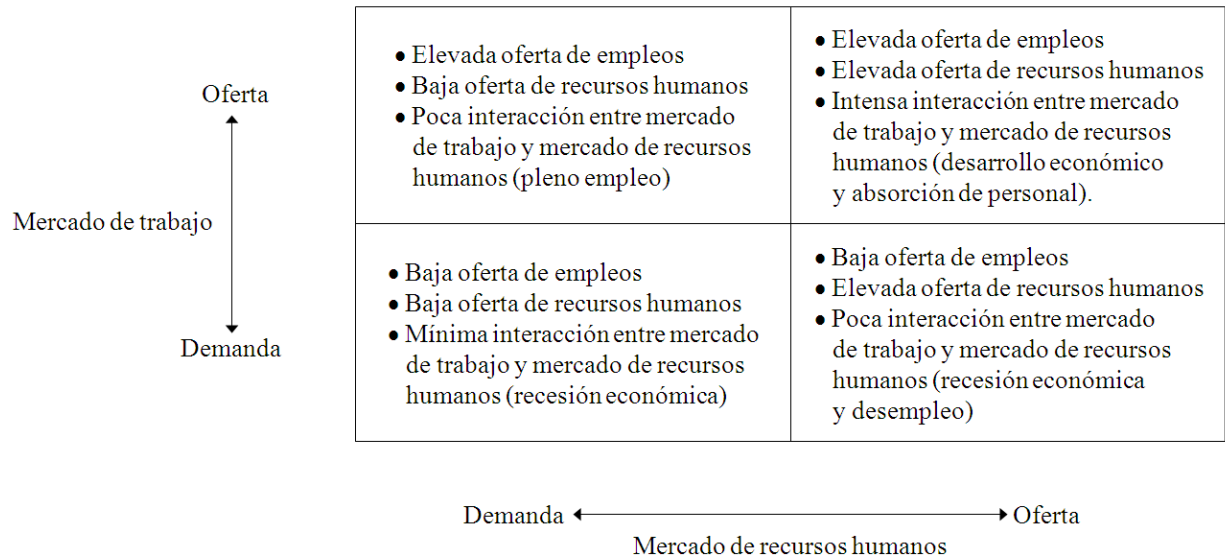 • Elevada oferta de empleos
• Baja oferta de recursos humanos
• Poca interacción entre mercado
de trabajo y mercado de recursos
humanos (pleno empleo)
• Elevada oferta de empleos
• Elevada oferta de recursos humanos
• Intensa interacción entre mercado
de trabajo y mercado de recursos
humanos (desarrollo económico
y absorción de personal).
Oferta
Mercado de trabajo
Demanda
• Baja oferta de empleos
• Baja oferta de recursos humanos
• Mínima interacción entre mercado
de trabajo y mercado de recursos
humanos (recesión económica)
• Baja oferta de empleos
• Elevada oferta de recursos humanos
• Poca interacción entre mercado
de trabajo y mercado de recursos
humanos (recesión económica
y desempleo)
Demanda
Oferta
Mercado de recursos humanos